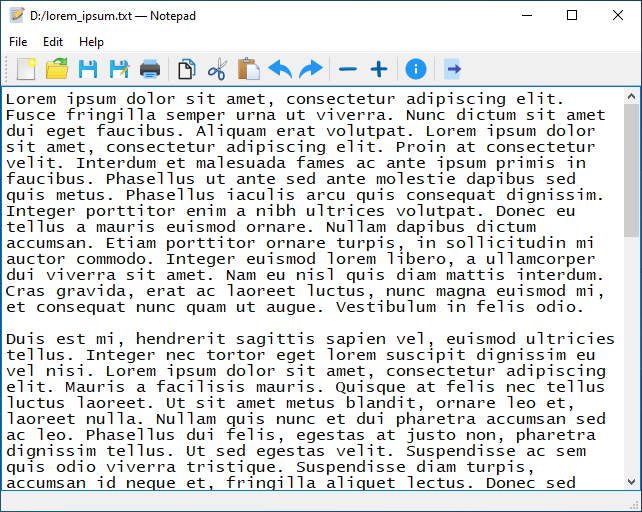 D:/lorem_ipsum.txt — Notepad
File Edit Help
Lorem ipsum dolor sit amet, consectetur adipiscing elit.
Fusce fringilla semper urna ut viverra. Nunc dictum sit amet
dui eget faucibus. Aliquam erat volutpat. Lorem ipsum dolor
sit amet, consectetur adipiscing elit. Proin at consectetur
velit. Interdum et malesuada fames ac ante ipsum primis in
faucibus. Phasellus ut ante sed ante molestie dapibus sed
quis metus. Phasellus iaculis arcu quis consequat dignissim.
Integer porttitor enim a nibh ultrices volutpat. Donec eu
tellus a mauris euismod ornare. Nullam dapibus dictum
accumsan. Etiam porttitor ornare turpis, in sollicitudin mi
auctor commodo. Integer euismod lorem libero, a ullamcorper
dui viverra sit amet. Nam eu nisl quis diam mattis interdum.
Cras gravida, erat ac laoreet luctus, nunc magna euismod mi,
et consequat nunc quam ut augue. Vestibulum in felis odio.
Duis est mi, hendrerit sagittis sapien vel, euismod ultricies
tellus. Integer nec tortor eget lorem suscipit dignissim eu
vel nisi. Lorem ipsum dolor sit amet, consectetur adipiscing
elit. Mauris a facilisis mauris. Quisque at felis nec tellus
luctus laoreet. Ut sit amet metus blandit, ornare leo et,
laoreet nulla. Nullam quis nunc et dui pharetra accumsan sed
ac leo. Phasellus dui felis, egestas at justo non, pharetra
dignissim tellus. Ut sed egestas velit. Suspendisse ac sem
quis odio viverra tristique. Suspendisse diam turpis,
accumsan id neque et, fringilla aliquet lectus. Donec sed